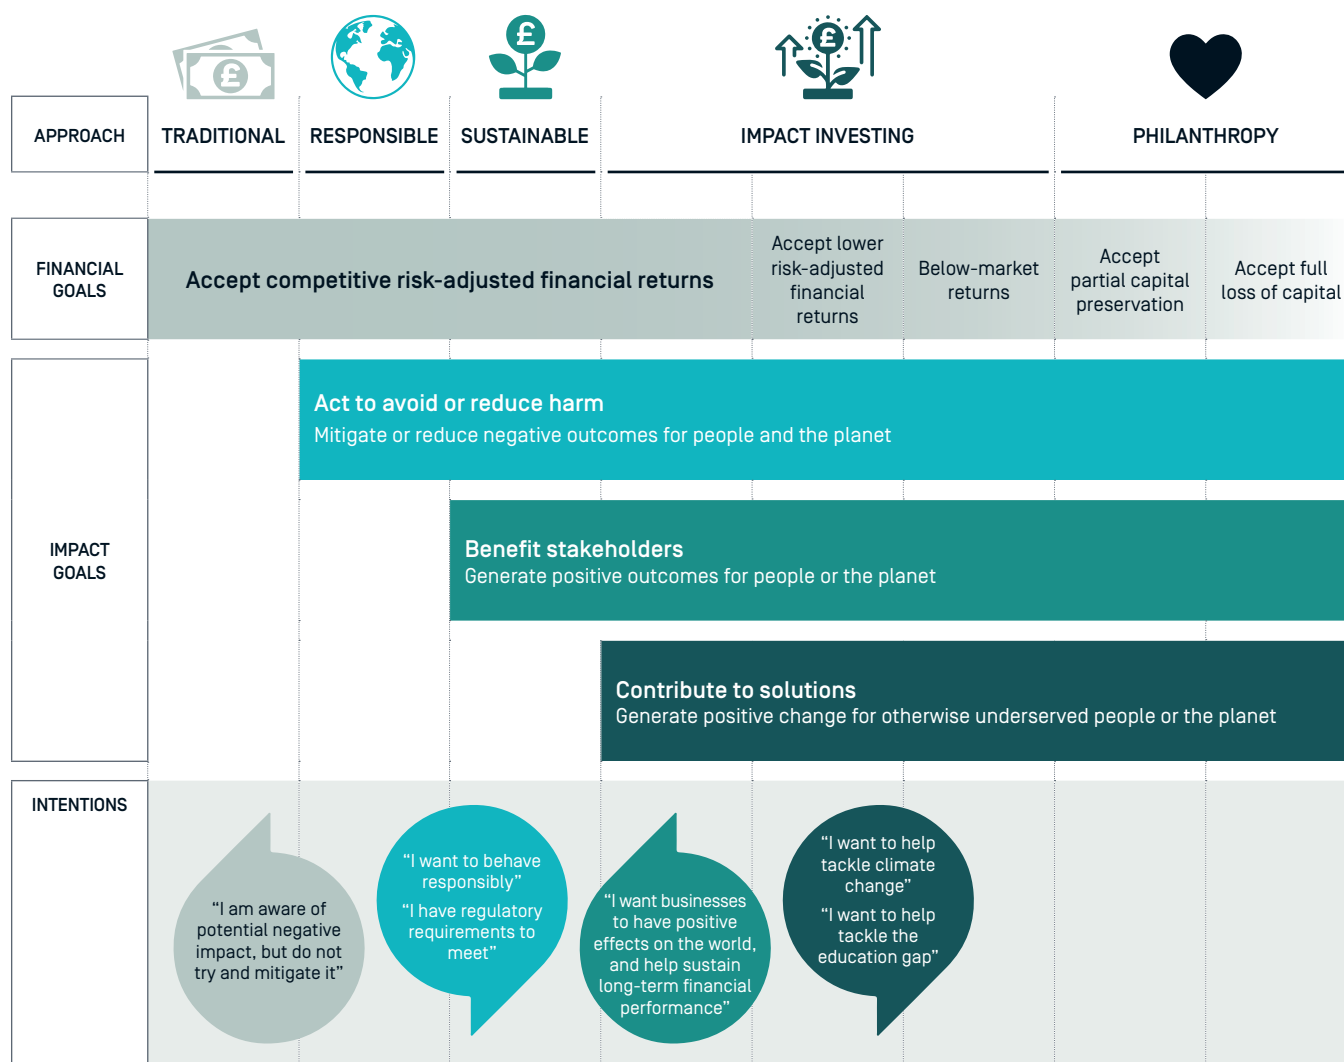 £
£
£
APPROACH
TRADITIONAL
RESPONSIBLE
SUSTAINABLE
IMPACT INVESTING
PHILANTHROPY
FINANCIAL
GOALS
Accept competitive risk-adjusted financial returns
Accept lower
risk-adjusted
financial
returns
Below-market
returns
Accept
partial capital
preservation
Accept full
loss of capital
IMPACT
GOALS
Act to avoid or reduce harm
Mitigate or reduce negative outcomes for people and the planet
Benefit stakeholders
Generate positive outcomes for people or the planet
Contribute to solutions
Generate positive change for otherwise underserved people or the planet
INTENTIONS
“I am aware of
potential negative
impact, but do not
try and mitigate it”
“I want to behave
responsibly”
“I have regulatory
requirements to
meet”
“I want businesses
to have positive
effects on the world,
and help sustain
long-term financial
performance”
“I want to help
tackle climate
change”
“I want to help
tackle the
education gap”